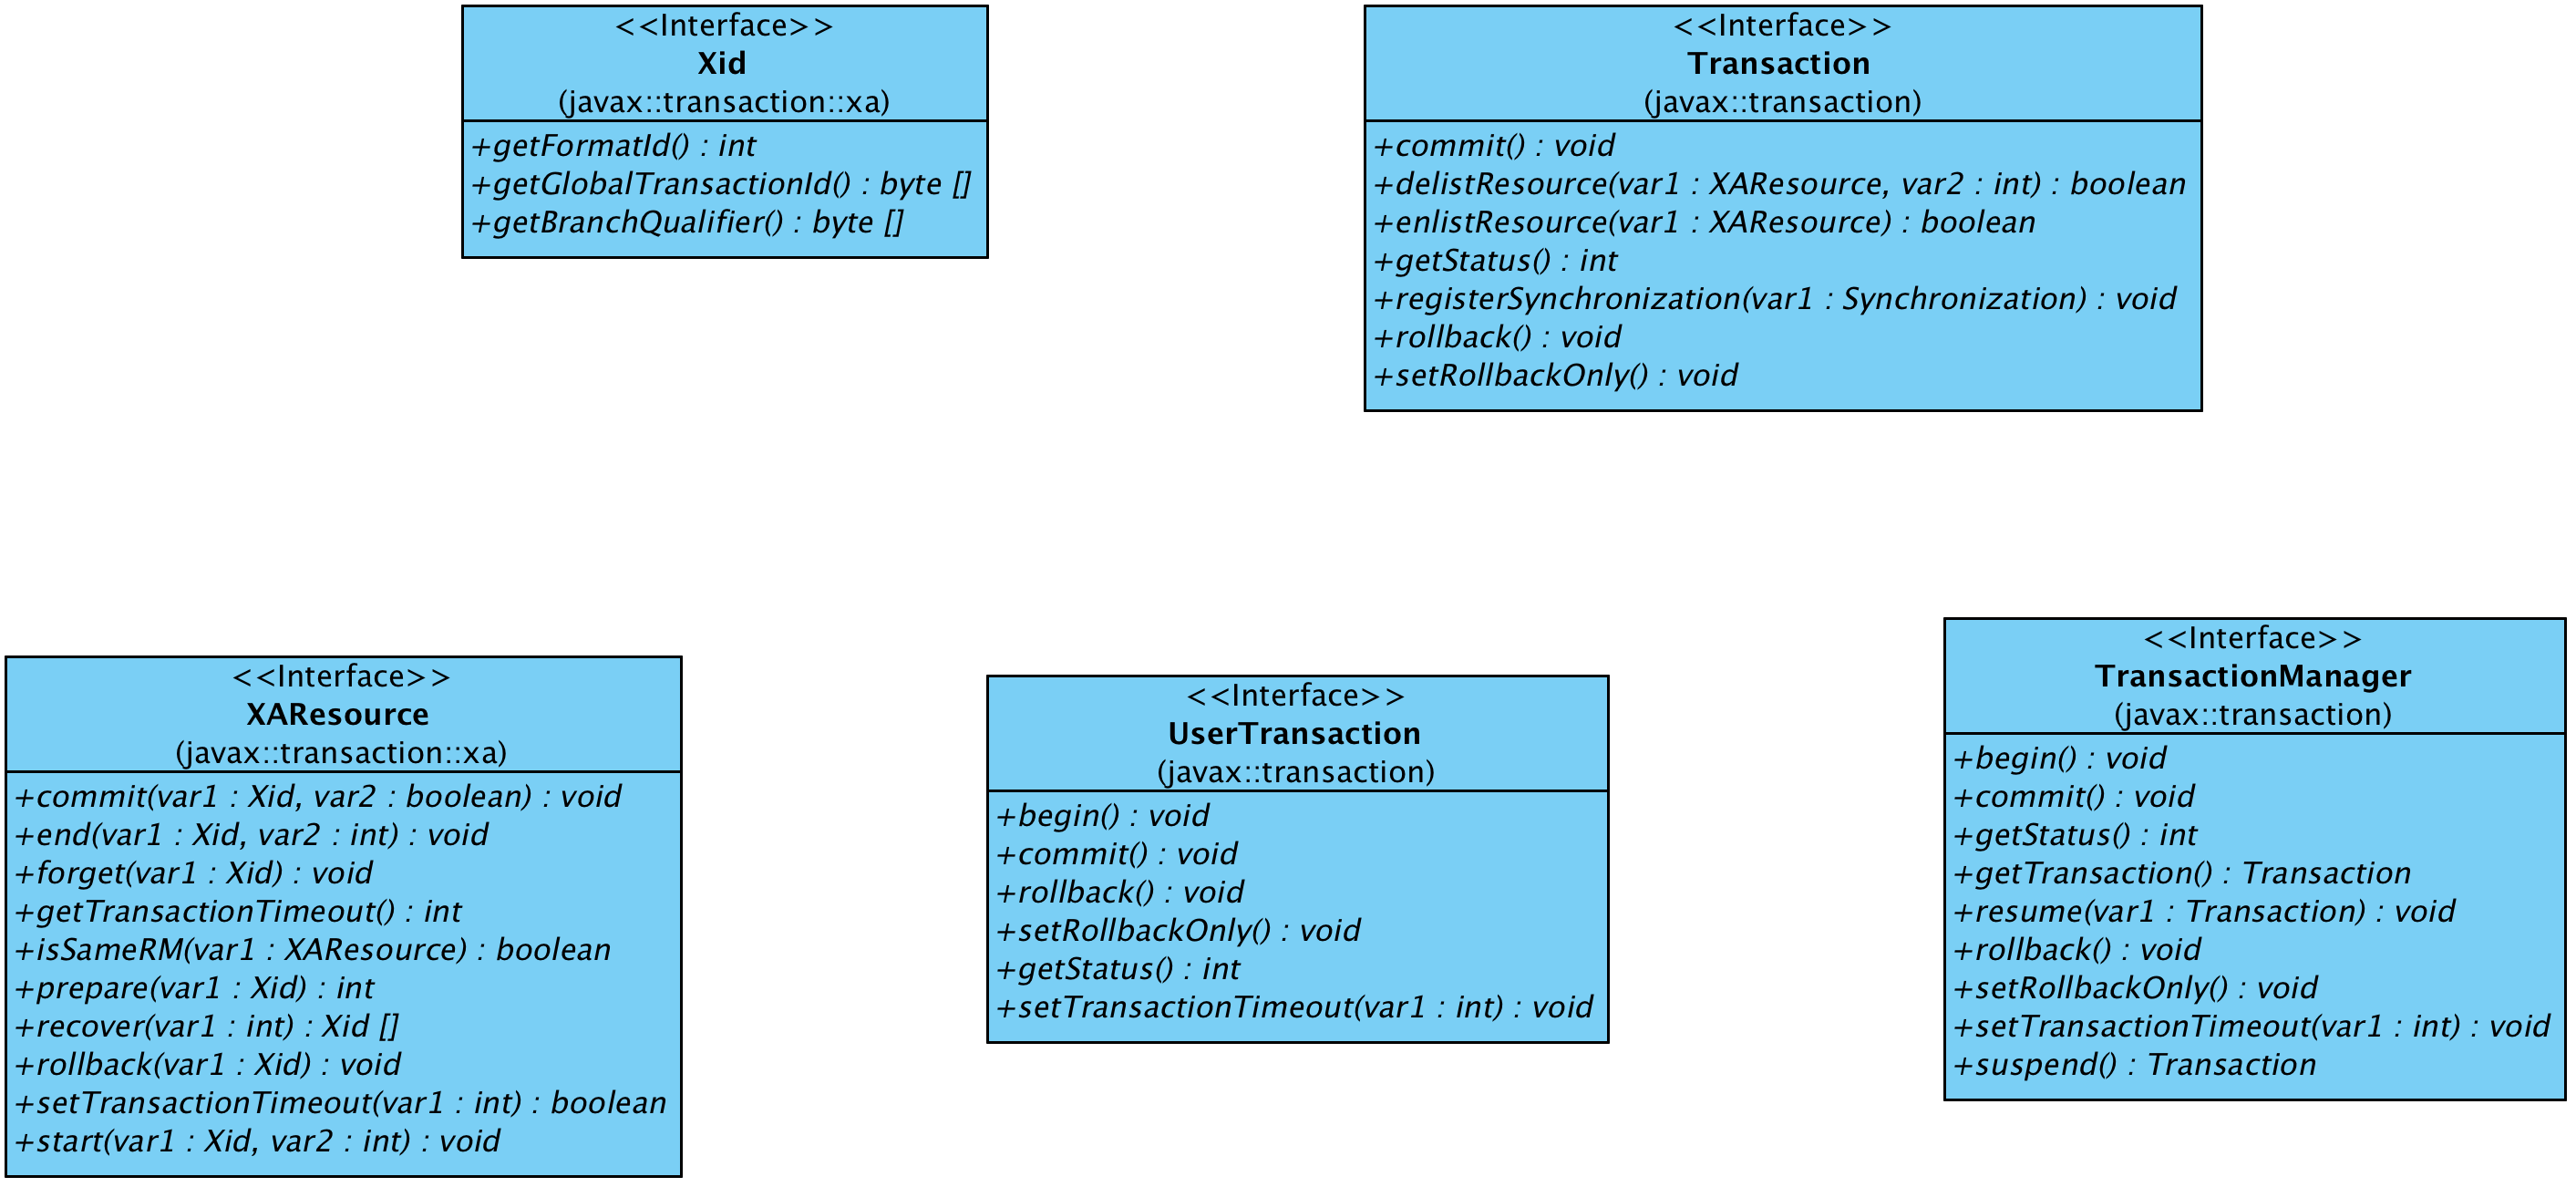 <<Interface>>
Xid
(javax::transaction::xa)
+getFormatId() : int
+getGlobalTransactionId() : byte []
+getBranchQualifier() : byte []
<<Interface>>
Transaction
(javax::transaction)
+commit() : void
+delistResource(var1 : XAResource, var2 : int) : boolean
+enlistResource(var1 : XAResource) : boolean
+getStatus() : int
+registerSynchronization(var1 : Synchronization) : void
+rollback() : void
+setRollbackOnly() : void
<<Interface>>
XAResource
(javax::transaction::xa)
+commit(var1 : Xid, var2 : boolean) : void
+end(var1 : Xid, var2 : int) : void
+forget(var1 : Xid) : void
+getTransactionTimeout() : int
+isSameRM(var1 : XAResource) : boolean
+prepare(var1 : Xid) : int
+recover(var1 : int) : Xid []
+rollback(var1 : Xid) : void
+setTransactionTimeout(var1 : int) : boolean
+start(var1 : Xid, var2 : int) : void
<<Interface>>
UserTransaction
(javax::transaction)
+begin() : void
+commit() : void
+rollback() : void
+setRollbackOnly() : void
+getStatus() : int
+setTransactionTimeout(var1 : int) : void
<<Interface>>
TransactionManager
(javax::transaction)
+begin() : void
+commit() : void
+getStatus() : int
+getTransaction() : Transaction
+resume(var1 : Transaction) : void
+rollback() : void
+setRollbackOnly() : void
+setTransactionTimeout(var1 : int) : void
+suspend() : Transaction